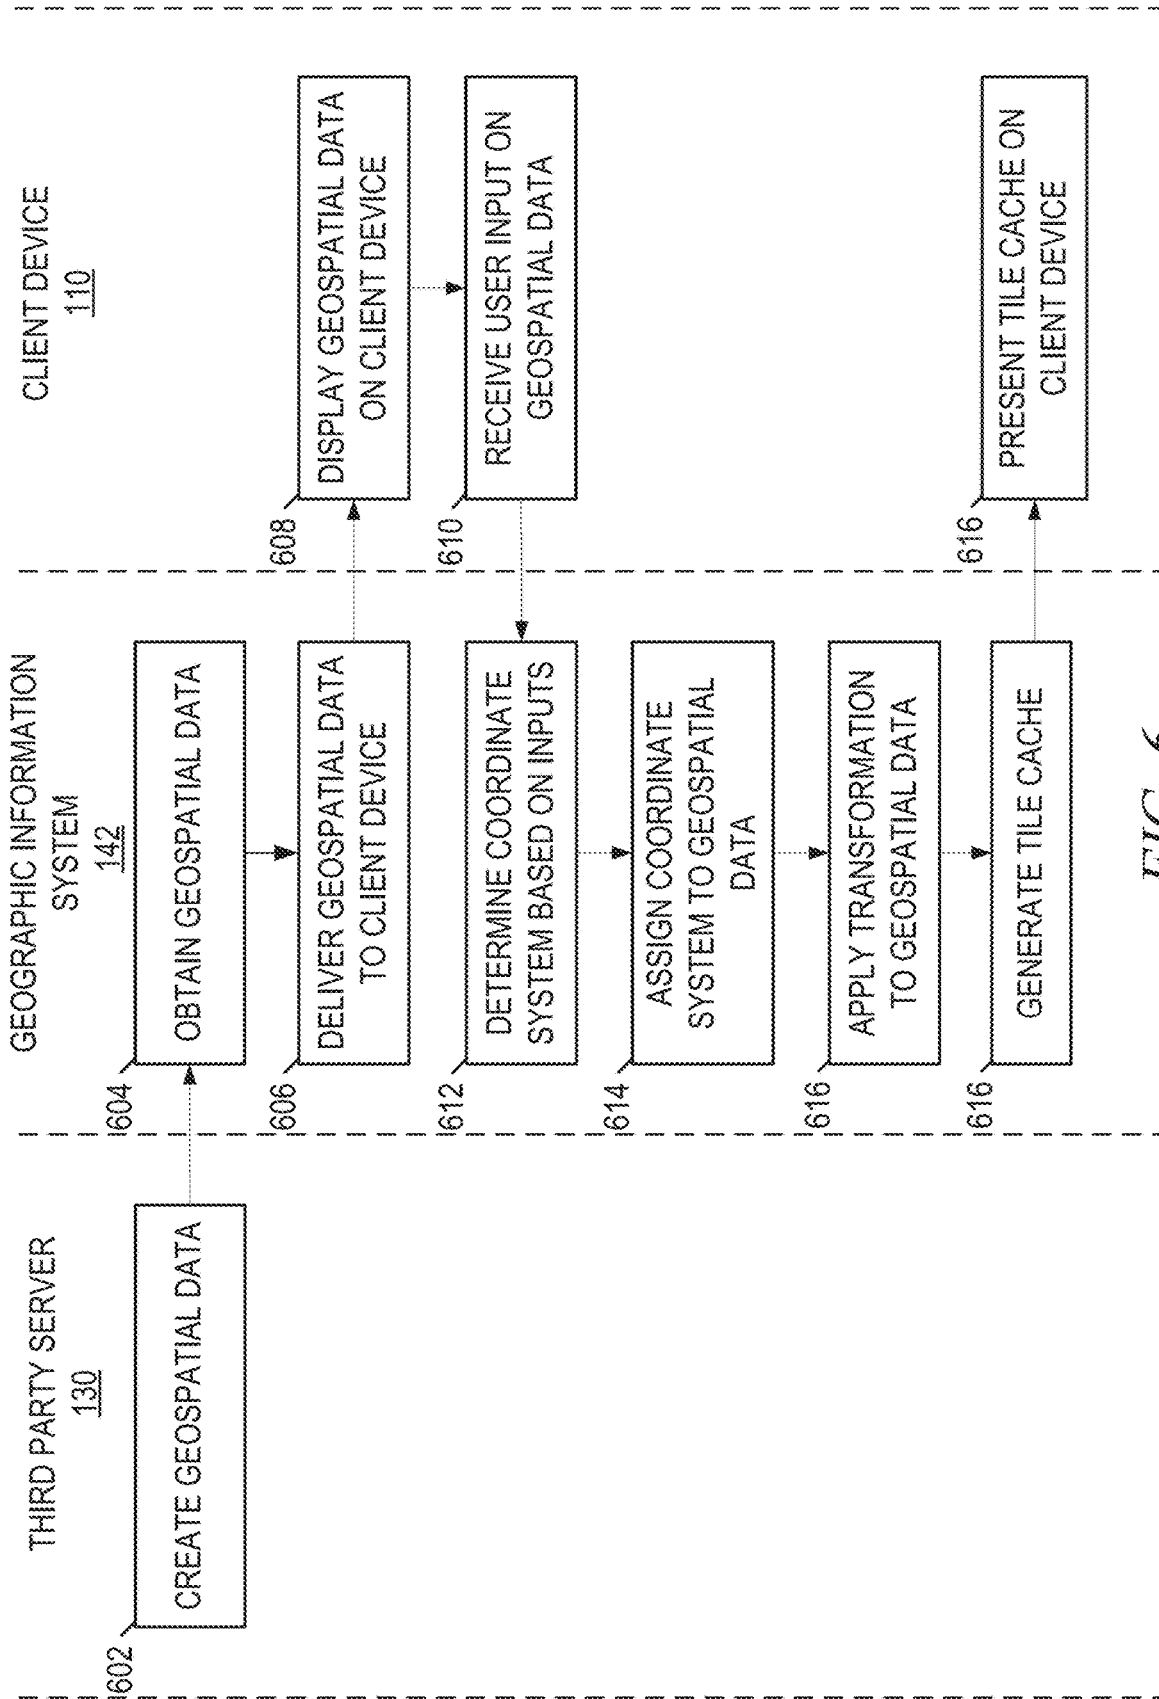 THIRD PARTY SERVER
130
602
CREATE GEOSPATIAL DATA
GEOGRAPHIC INFORMATION
SYSTEM
142
604
OBTAIN GEOSPATIAL DATA
606
DELIVER GEOSPATIAL DATA
TO CLIENT DEVICE
612
DETERMINE COORDINATE
SYSTEM BASED ON INPUTS
614
ASSIGN COORDINATE
SYSTEM TO GEOSPATIAL
DATA
616
APPLY TRANSFORMATION
TO GEOSPATIAL DATA
616
GENERATE TILE CACHE
CLIENT DEVICE
110
608
DISPLAY GEOSPATIAL DATA
ON CLIENT DEVICE
610
RECEIVE USER INPUT ON
GEOSPATIAL DATA
616
PRESENT TILE CACHE ON
CLIENT DEVICE
FIG. 6